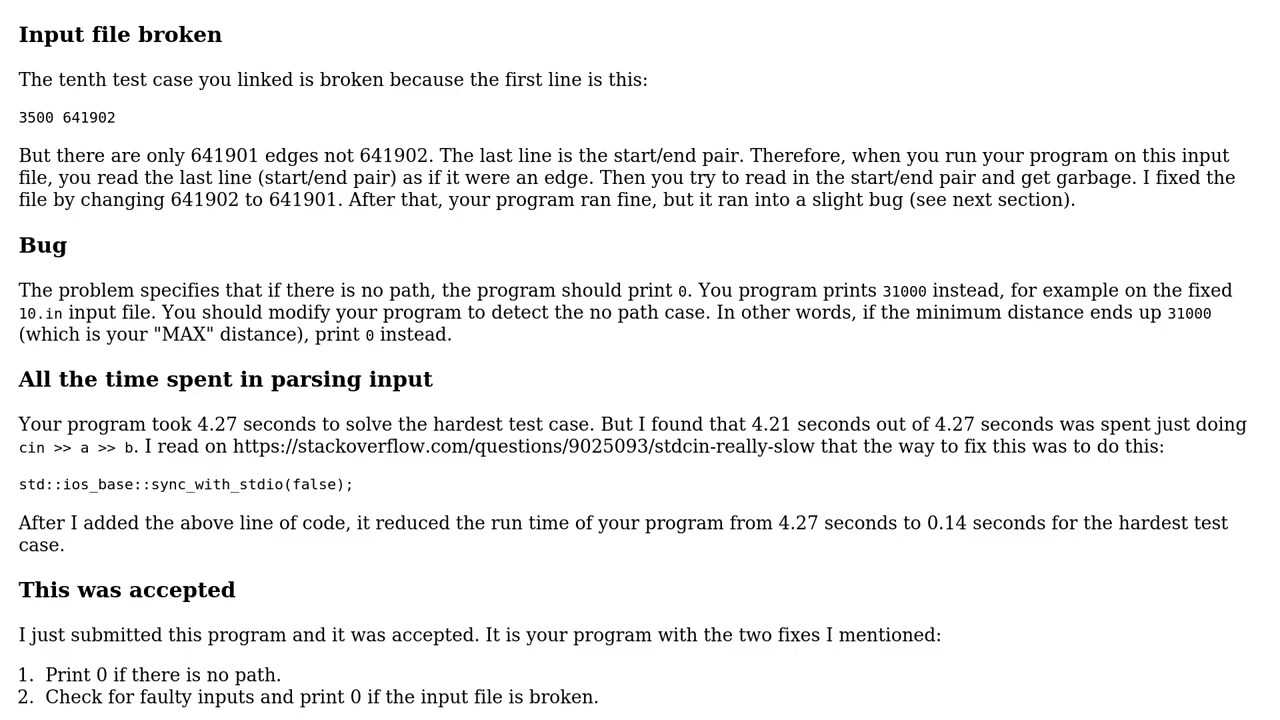 Input file broken
The tenth test case you linked is broken because the first line is this:
3500 641902
But there are only 641901 edges not 641902. The last line is the start/end pair. Therefore, when you run your program on this input
file, you read the last line (start/end pair) as if it were an edge. Then you try to read in the start/end pair and get garbage. I fixed the
file by changing 641902 to 641901. After that, your program ran fine, but it ran into a slight bug (see next section).
Bug
The problem specifies that if there is no path, the program should print 0. You program prints 31000 instead, for example on the fixed
10.in input file. You should modify your program to detect the no path case. In other words, if the minimum distance ends up 31000
(which is your "MAX" distance), print 0 instead.
All the time spent in parsing input
Your program took 4.27 seconds to solve the hardest test case. But I found that 4.21 seconds out of 4.27 seconds was spent just doing
cin >> a >> b. I read on https://stackoverflow.com/questions/9025093/stdcin-really-slow that the way to fix this was to do this:
std::ios_base::sync_with_stdio(false);
After I added the above line of code, it reduced the run time of your program from 4.27 seconds to 0.14 seconds for the hardest test
case.
This was accepted
I just submitted this program and it was accepted. It is your program with the two fixes I mentioned:
1. Print 0 if there is no path.
2. Check for faulty inputs and print 0 if the input file is broken.